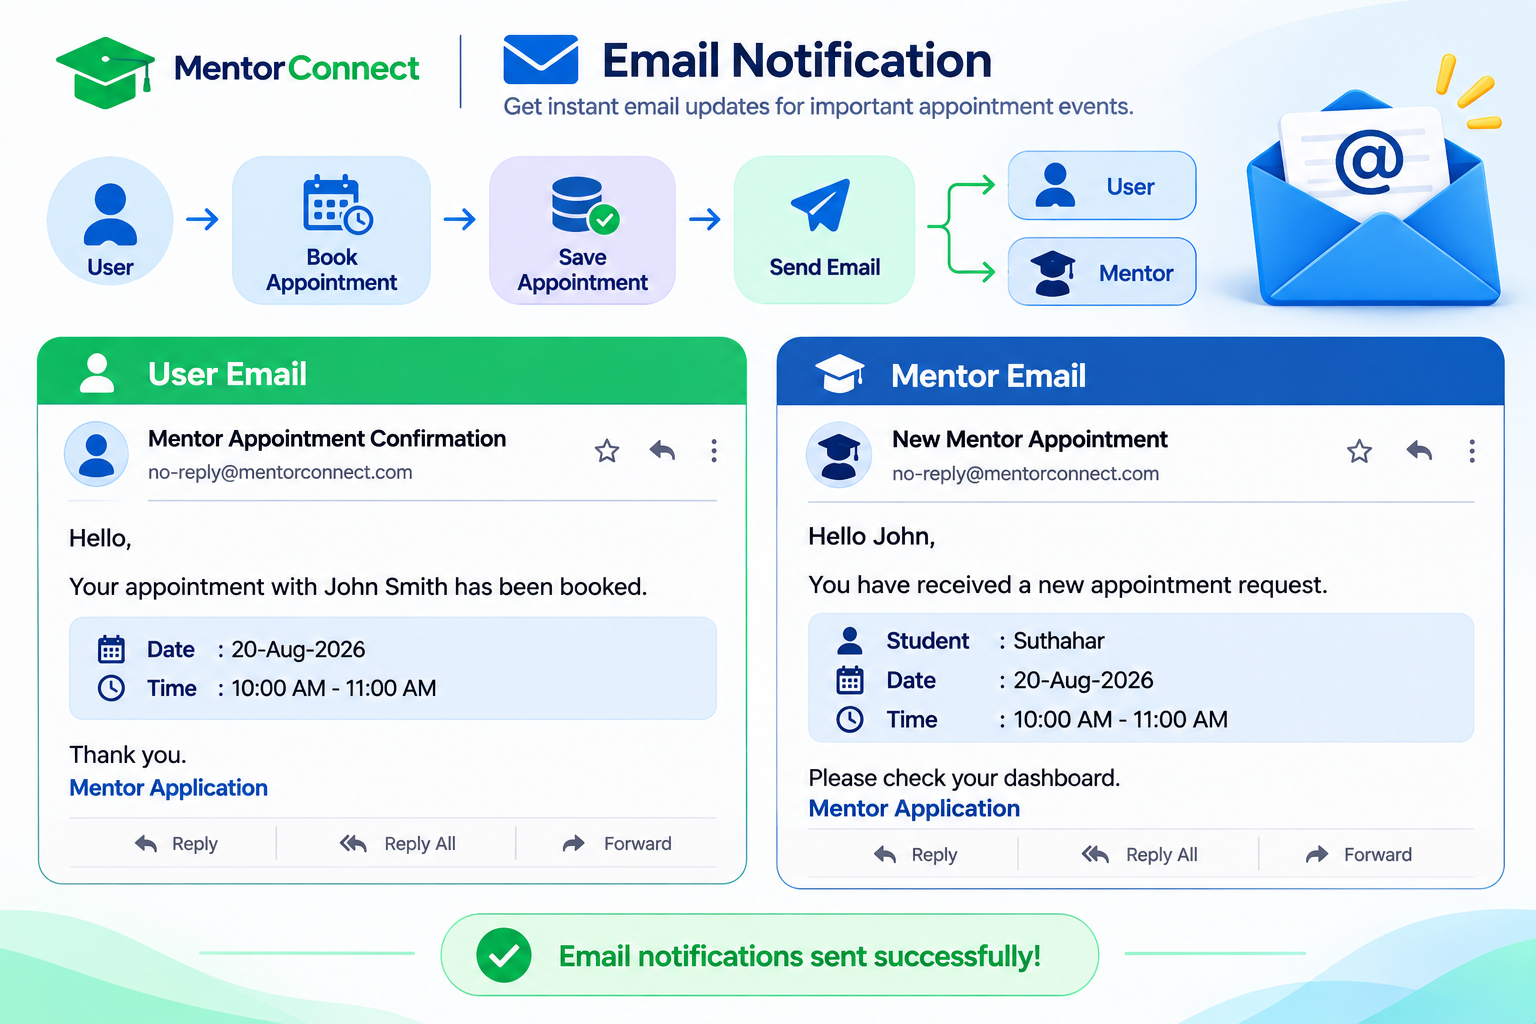 MentorConnect
Email Notification
Get instant email updates for important appointment events.
User
Book
Appointment
Save
Appointment
Send Email
User
Mentor
@
User Email
Mentor Appointment Confirmation
no-reply@mentorconnect.com
Hello,
Your appointment with John Smith has been booked.
Date : 20-Aug-2026
Time : 10:00 AM - 11:00 AM
Thank you.
Mentor Application
Reply
Reply All
Forward
Mentor Email
New Mentor Appointment
no-reply@mentorconnect.com
Hello John,
You have received a new appointment request.
Student : Suthahar
Date : 20-Aug-2026
Time : 10:00 AM - 11:00 AM
Please check your dashboard.
Mentor Application
Reply
Reply All
Forward
Email notifications sent successfully!